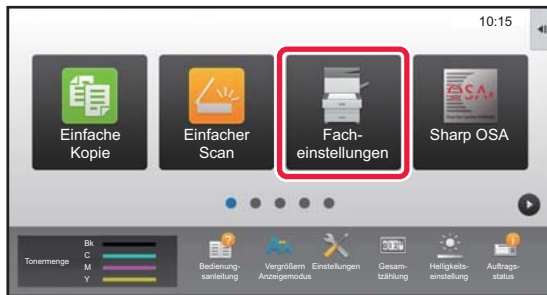 10:15
Einfache
Kopie
Einfacher
Scan
Fach-
einstellungen
OSA
Sharp OSA
Tonermenge
Bk
C
M
Y
Bedienung-
sanleitung
Vergrößern
Anzeigemodus
Einstellungen
Gesam-
tzählung
Helligkeits-
einstellung
Auftrags-
status